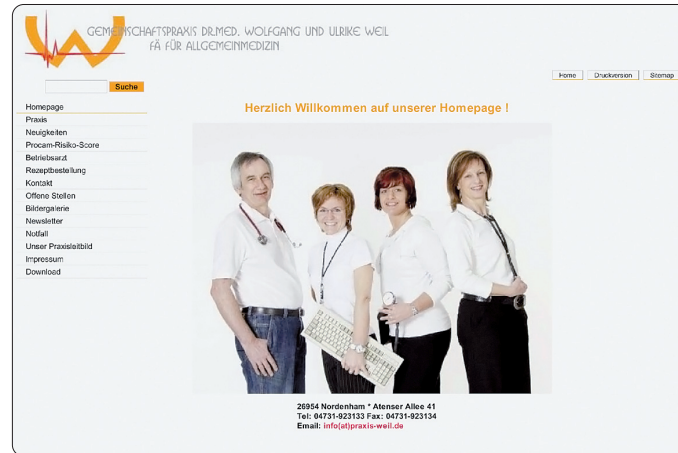 GEMEINSCHAFTSPRAXIS DR.MED. WOLFGANG UND ULRIKE WEIL
FÄ FÜR ALLGEMEINMEDIZIN
Home Druckversion Sitemap
Suche
Herzlich Willkommen auf unserer Homepage !
Homepage
Praxis
Neuigkeiten
Procam-Risiko-Score
Betriebsarzt
Rezeptbestellung
Kontakt
Offene Stellen
Bildergalerie
Newsletter
Notfall
Unser Praxisleitbild
Impressum
Download
26954 Nordenham * Atenser Allee 41
Tel: 04731-923133 Fax: 04731-923134
Email: info(at)praxis-weil.de